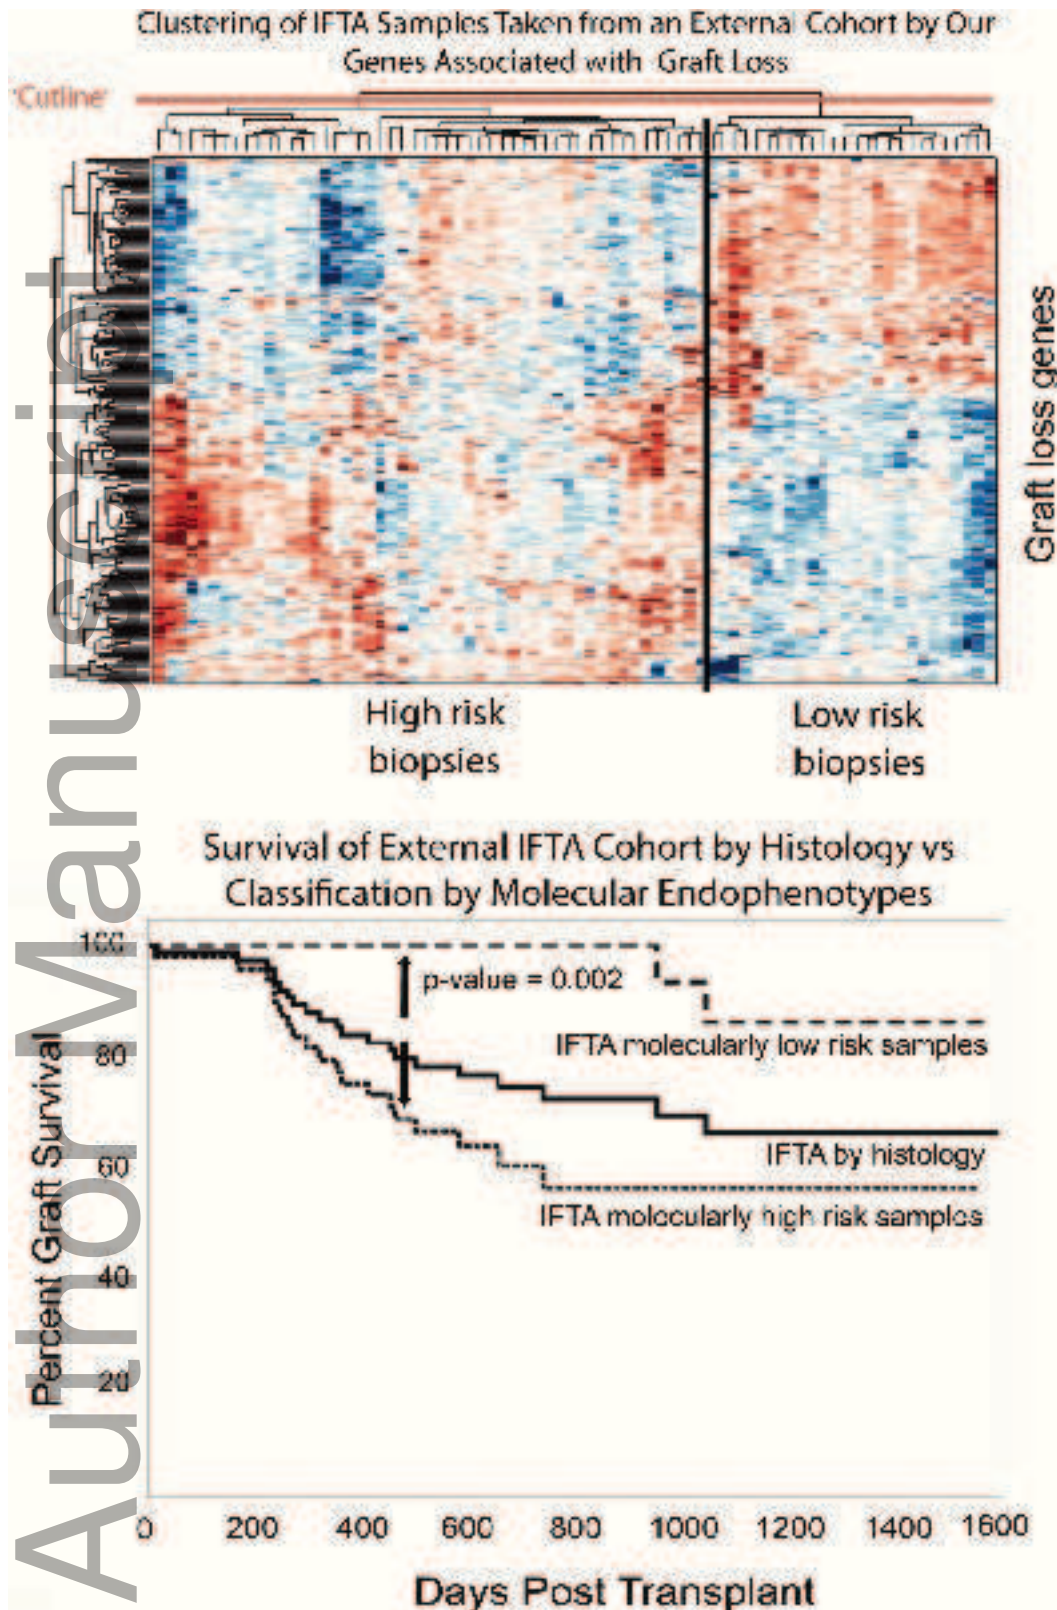 Clustering of IFTA Samples Taken from an External Cohort by Our
Genes Associated with Graft Loss
'Cutline'
Graft loss genes
High risk
biopsies
Low risk
biopsies
Survival of External IFTA Cohort by Histology vs
Classification by Molecular Endophenotypes
Percent Graft Survival
100
80
60
40
20
p-value = 0.002
IFTA molecularly low risk samples
IFTA by histology
IFTA molecularly high risk samples
0 200 400 600 800 1000 1200 1400 1600
Days Post Transplant
Author Manuscript